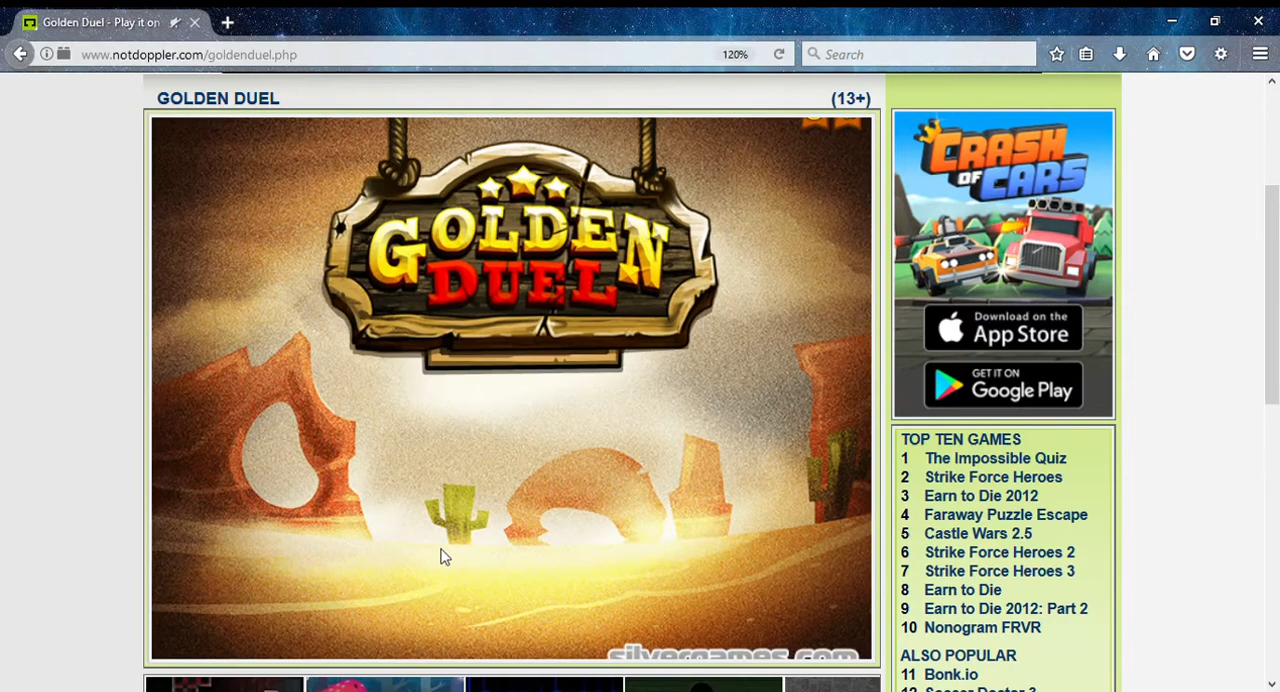 Golden Duel - Play it on
www.notdoppler.com/goldenduel.php
120%
Search
GOLDEN DUEL
(13+)
GOLDEN
DUEL
silvergames.com
CRASH
OF CARS
Download on the
App Store
GET IT ON
Google Play
TOP TEN GAMES
1 The Impossible Quiz
2 Strike Force Heroes
3 Earn to Die 2012
4 Faraway Puzzle Escape
5 Castle Wars 2.5
6 Strike Force Heroes 2
7 Strike Force Heroes 3
8 Earn to Die
9 Earn to Die 2012: Part 2
10 Nonogram FRVR
ALSO POPULAR
11 Bonk.io